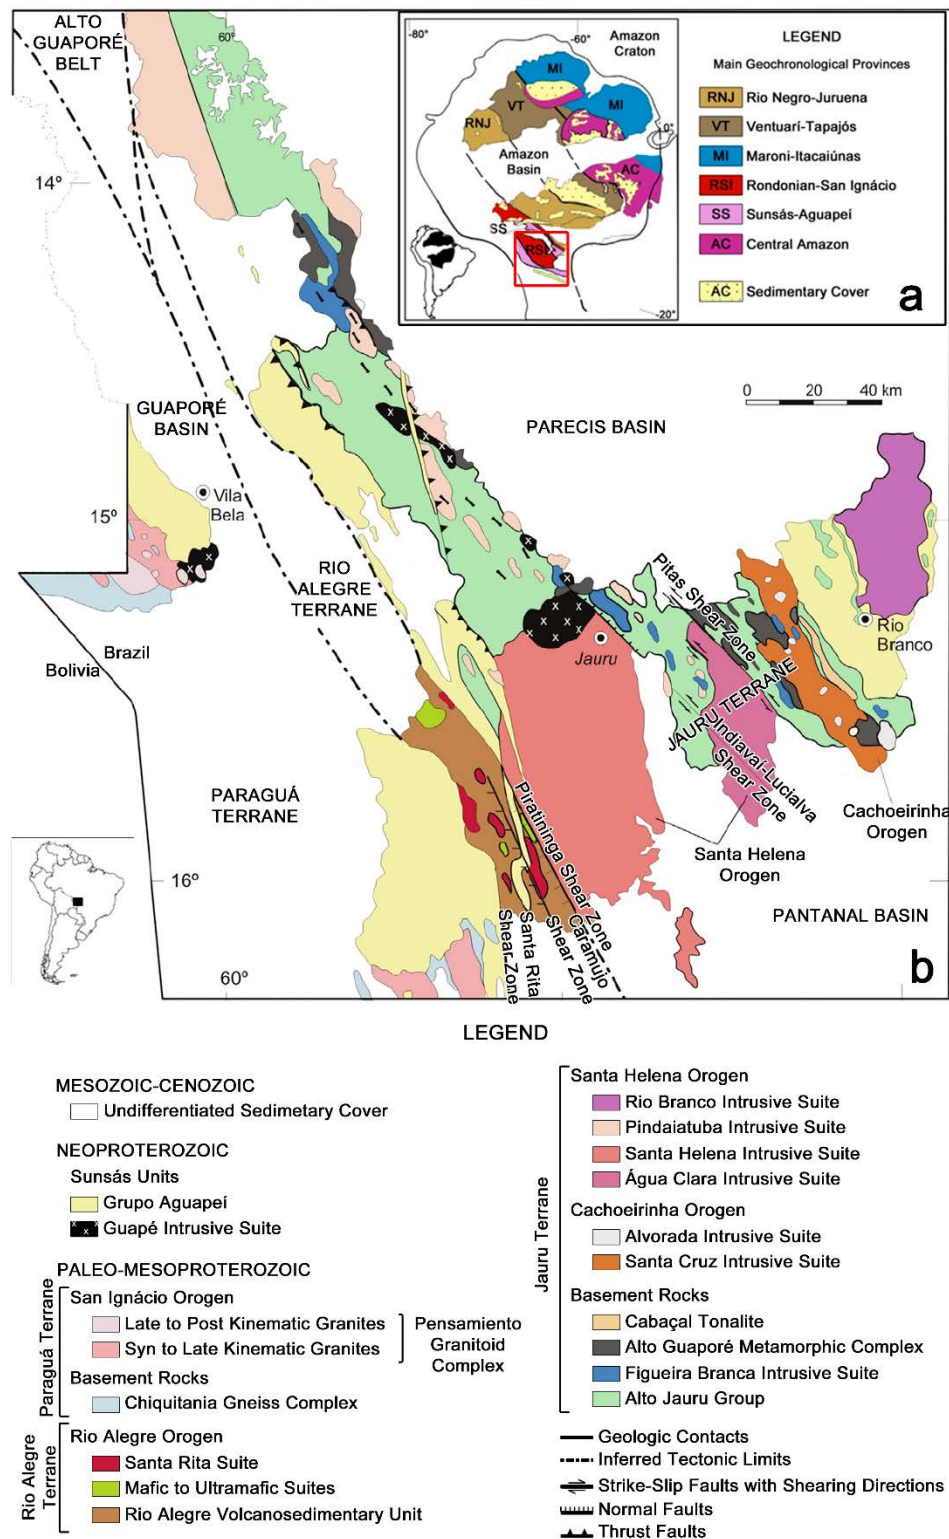 ALTO
GUAPORÉ
BELT
60°
14°
15°
16°
60°
-80°
-60°
Amazon
Craton
MI
VT
MI
RNJ
0°
Amazon
Basin
AC
SS
RSI
-20°
LEGEND
Main Geochronological Provinces
RNJ Rio Negro-Juruena
VT Ventuarí-Tapajós
MI Maroni-Itacaiúnas
RSI Rondonian-San Ignácio
SS Sunsás-Aguapeí
AC Central Amazon
AC Sedimentary Cover
a
0 20 40 km
GUAPORÉ
BASIN
PARECIS BASIN
Vila
Bela
RIO
ALEGRE
TERRANE
Brazil
Bolivia
Jauru
Pitas Shear Zone
Rio
Branco
JAURU TERRANE
Indiavaí-Lucialva
Shear Zone
PARAGUÁ
TERRANE
Cachoeirinha
Orogen
Santa Helena
Orogen
Piratininga Shear Zone
Caramujo
Shear Zone
Santa Rita
Shear Zone
PANTANAL BASIN
b
LEGEND
MESOZOIC-CENOZOIC
Undifferentiated Sedimetary Cover
NEOPROTEROZOIC
Sunsás Units
Grupo Aguapeí
Guapé Intrusive Suite
PALEO-MESOPROTEROZOIC
Paraguá Terrane
San Ignácio Orogen
Late to Post Kinematic Granites
Syn to Late Kinematic Granites
Pensamiento
Granitoid
Complex
Basement Rocks
Chiquitania Gneiss Complex
Rio Alegre
Terrane
Rio Alegre Orogen
Santa Rita Suite
Mafic to Ultramafic Suites
Rio Alegre Volcanosedimentary Unit
Jauru Terrane
Santa Helena Orogen
Rio Branco Intrusive Suite
Pindaiatuba Intrusive Suite
Santa Helena Intrusive Suite
Água Clara Intrusive Suite
Cachoeirinha Orogen
Alvorada Intrusive Suite
Santa Cruz Intrusive Suite
Basement Rocks
Cabaçal Tonalite
Alto Guaporé Metamorphic Complex
Figueira Branca Intrusive Suite
Alto Jauru Group
Geologic Contacts
Inferred Tectonic Limits
Strike-Slip Faults with Shearing Directions
Normal Faults
Thrust Faults